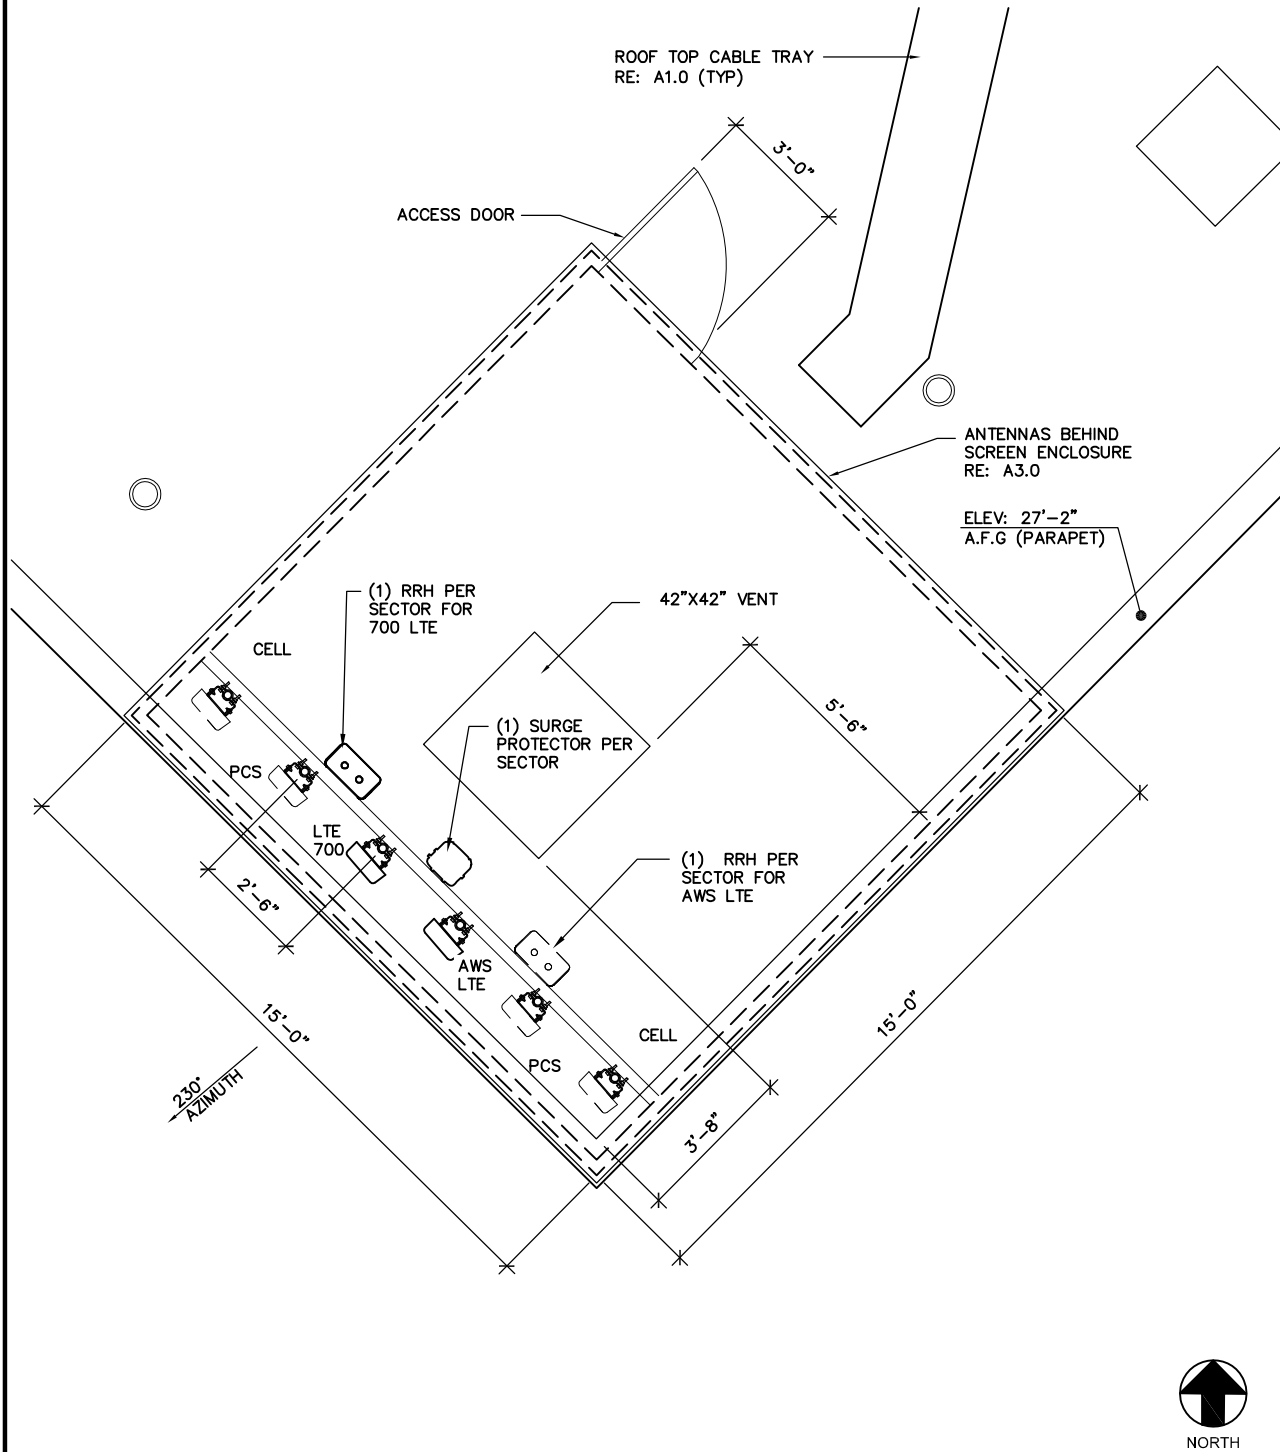 ROOF TOP CABLE TRAY
RE: A1.0 (TYP)
3'-0"
ACCESS DOOR
ANTENNAS BEHIND
SCREEN ENCLOSURE
RE: A3.0
ELEV: 27'-2"
A.F.G (PARAPET)
(1) RRH PER
SECTOR FOR
700 LTE
42"X42" VENT
CELL
5'-6"
(1) SURGE
PROTECTOR PER
SECTOR
PCS
LTE
700
(1) RRH PER
SECTOR FOR
AWS LTE
2'-6"
AWS
LTE
15'-0"
15'-0"
CELL
PCS
230°
AZIMUTH
3'-8"
NORTH